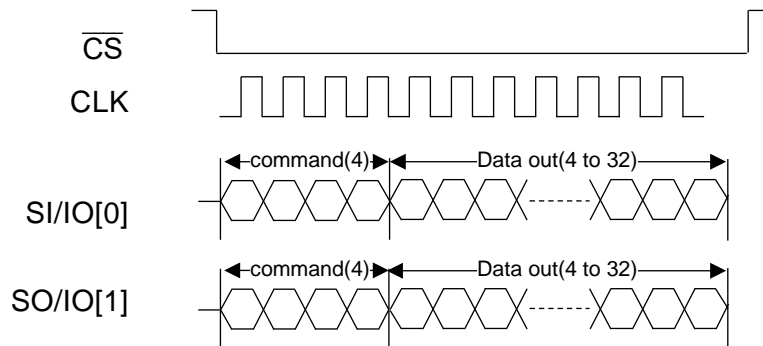 CS
CLK
command(4) Data out(4 to 32)
SI/IO[0]
command(4) Data out(4 to 32)
SO/IO[1]